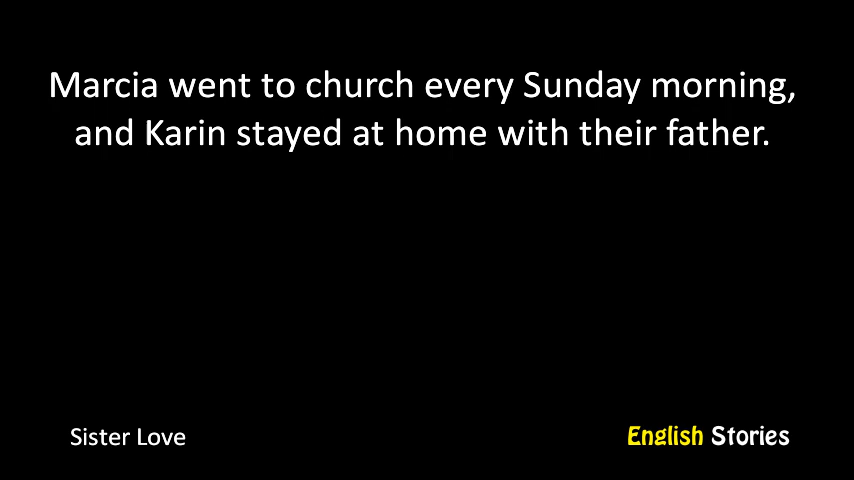 Marcia went to church every Sunday morning,
and Karin stayed at home with their father.
Sister Love
English Stories